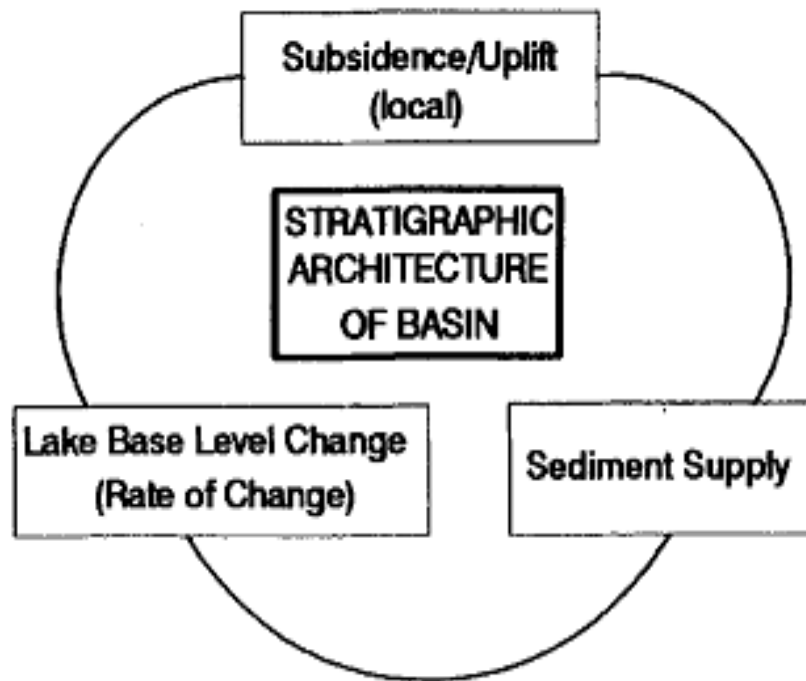 Subsidence/Uplift
(local)
STRATIGRAPHIC
ARCHITECTURE
OF BASIN
Lake Base Level Change
(Rate of Change)
Sediment Supply